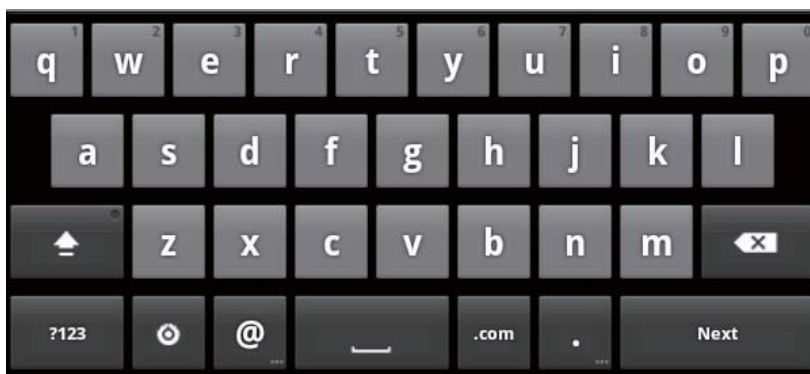 1 2 3 4 5 6 7 8 9 0
q w e r t y u i o p
a s d f g h j k l
z x c v b n m
?123 @ ... .com . ... Next